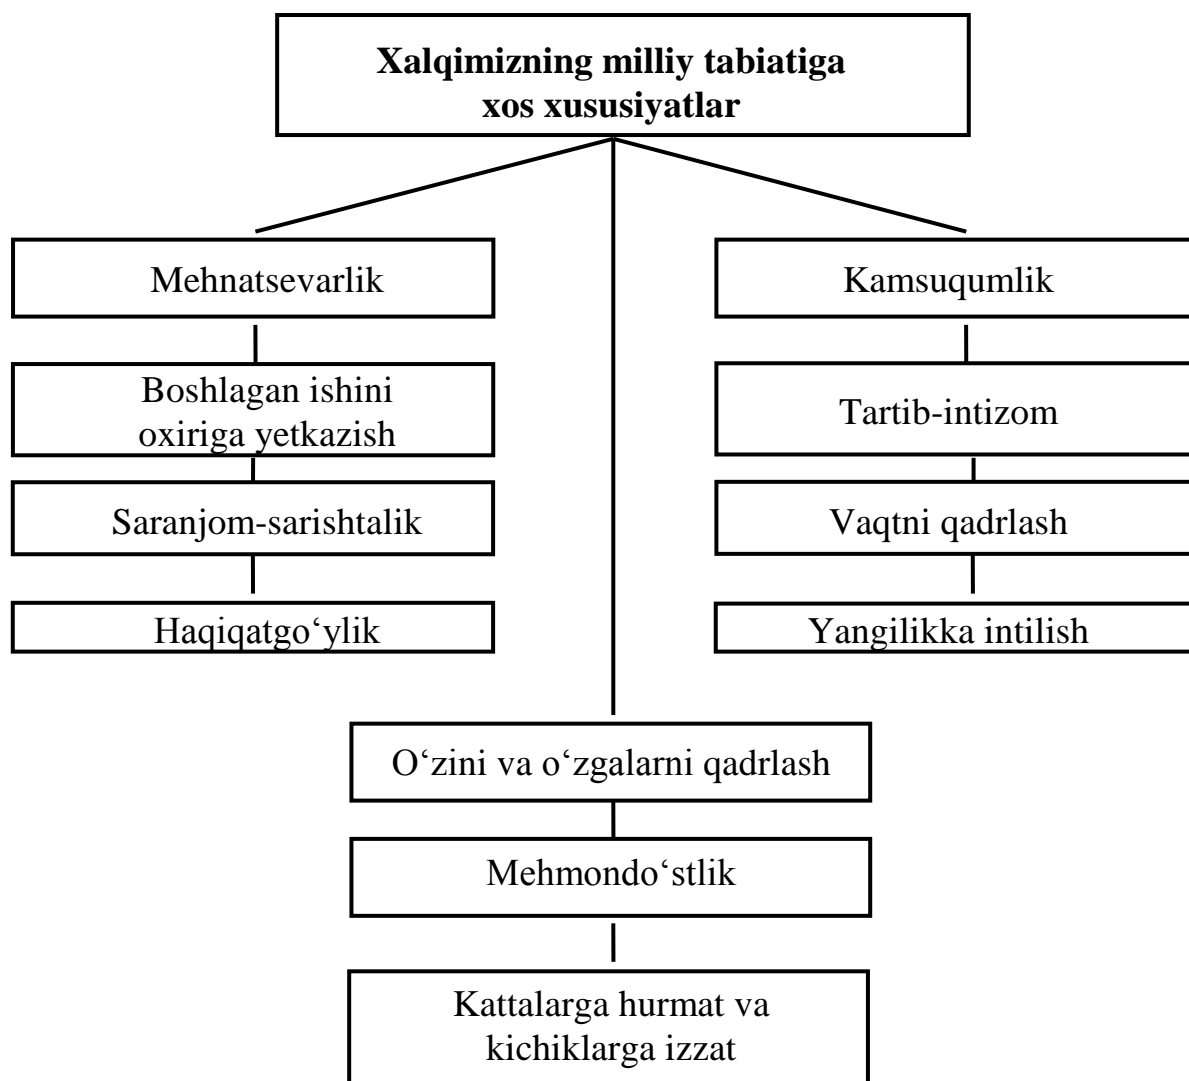 Xalqimizning milliy tabiatiga
xos xususiyatlar
Mehnatsevarlik
Kamsuqumlik
Boshlagan ishini
oxiriga yetkazish
Tartib-intizom
Saranjom-sarishtalik
Vaqtni qadrlash
Haqiqatgo‘ylik
Yangilikka intilish
O‘zini va o‘zgalarni qadrlash
Mehmondo‘stlik
Kattalarga hurmat va
kichiklarga izzat